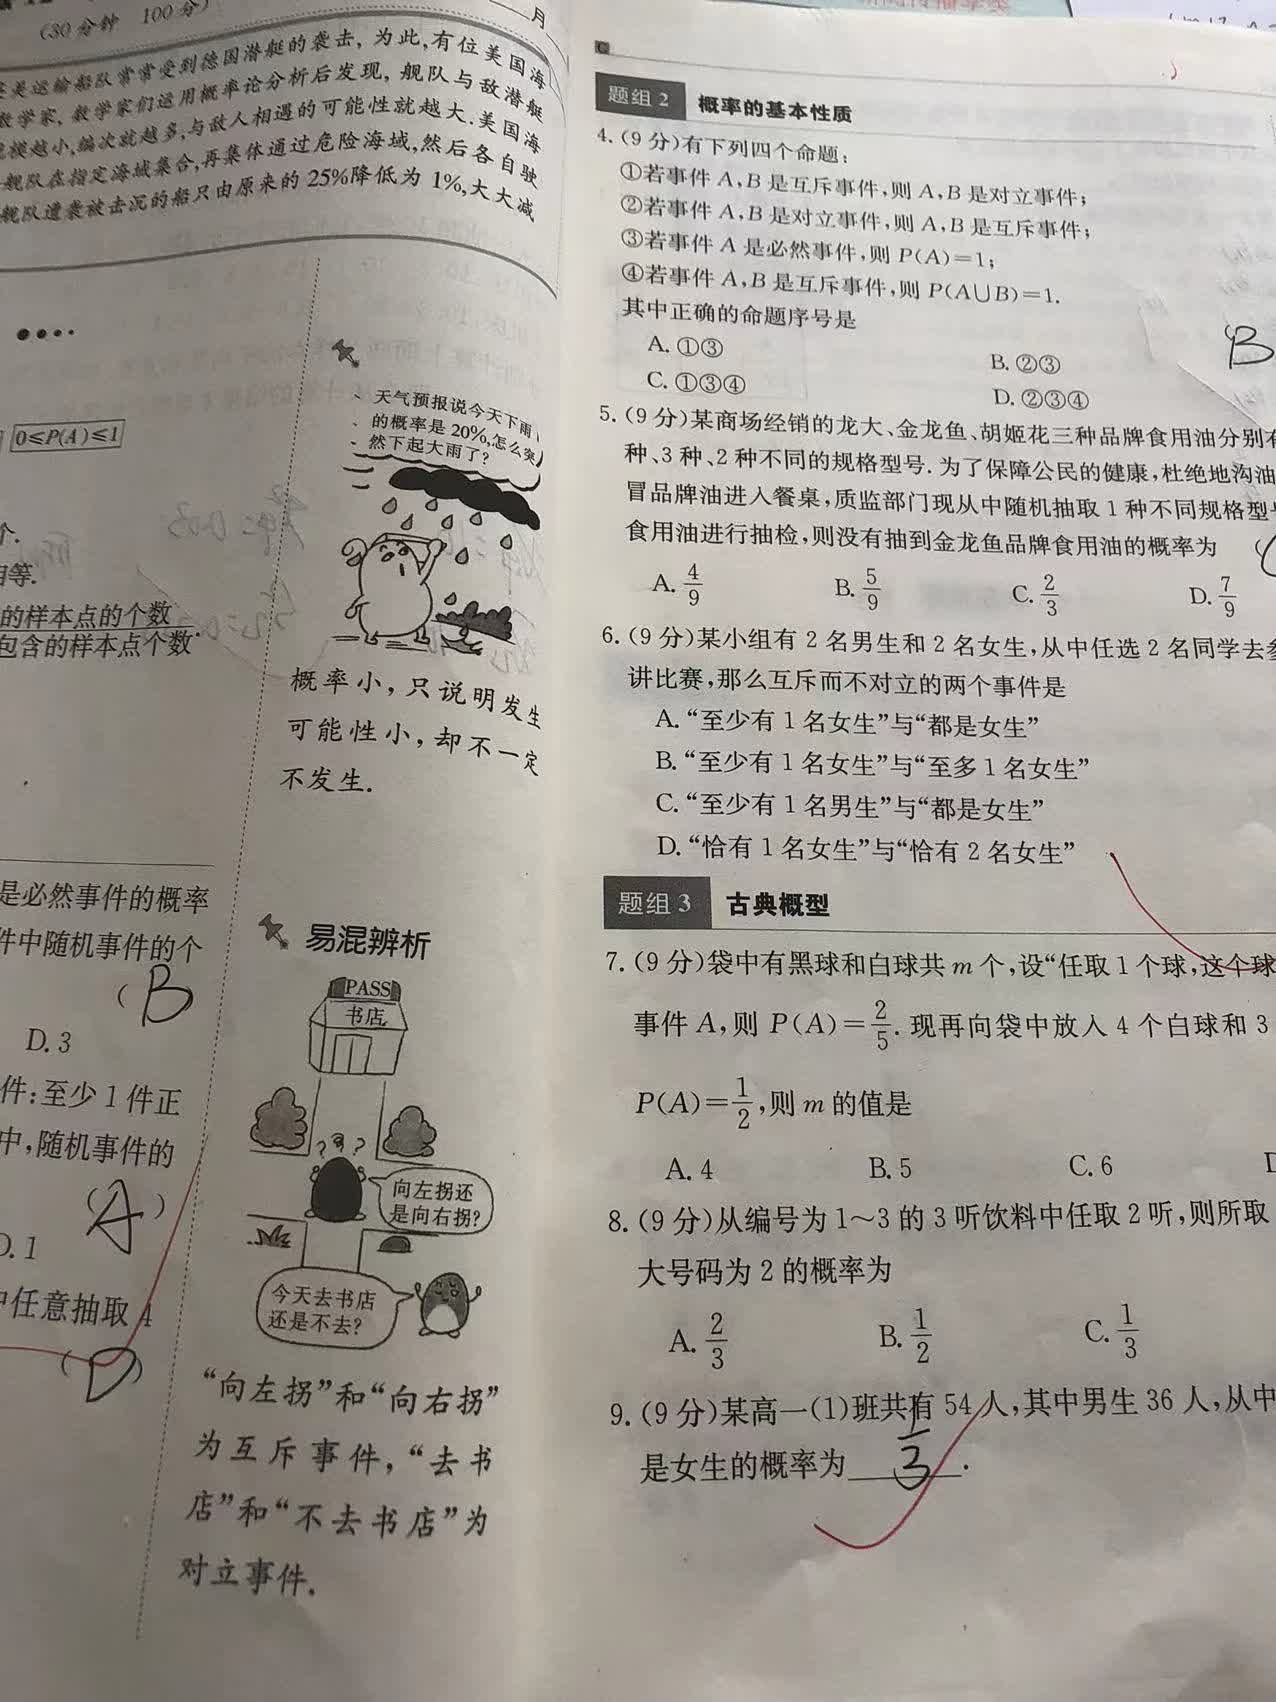 (30分钟 100分)
月
美运输船队常常受到德国潜艇的袭击,为此,有位美国海
数学家,数学家们运用概率论分析后发现,舰队与敌潜艇
规模越小,编次就越多,与敌人相遇的可能性就越大.美国海
舰队在指定海域集合,再集体通过危险海域,然后各自驶
舰队遭袭被击沉的船只由原来的25%降低为1%,大大减
0≤P(A)≤1
个.
相等.
的样本点的个数
包含的样本点个数.
天气预报说今天下雨
的概率是20%,怎么突
然下起大雨了?
概率小,只说明发生
可能性小,却不一定
不发生.
是必然事件的概率
件中随机事件的个
(B
D.3
件:至少1件正
中,随机事件的
(A)
D.1
中任意抽取4
(D)
易混辨析
PASS
书店
???
向左拐还
是向右拐?
今天去书店
还是不去?
“向左拐”和“向右拐”
为互斥事件,“去书
店”和“不去书店”为
对立事件.
C
题组2 概率的基本性质
4.(9分)有下列四个命题:
①若事件A,B是互斥事件,则A,B是对立事件;
②若事件A,B是对立事件,则A,B是互斥事件;
③若事件A是必然事件,则P(A)=1;
④若事件A,B是互斥事件,则P(A∪B)=1.
其中正确的命题序号是
B
A.①③ B.②③
C.①③④ D.②③④
5.(9分)某商场经销的龙大、金龙鱼、胡姬花三种品牌食用油分别有
种、3种、2种不同的规格型号.为了保障公民的健康,杜绝地沟油
冒品牌油进入餐桌,质监部门现从中随机抽取1种不同规格型号
食用油进行抽检,则没有抽到金龙鱼品牌食用油的概率为
A.4/9 B.5/9 C.2/3 D.7/9
6.(9分)某小组有2名男生和2名女生,从中任选2名同学去参
讲比赛,那么互斥而不对立的两个事件是
A.“至少有1名女生”与“都是女生”
B.“至少有1名女生”与“至多1名女生”
C.“至少有1名男生”与“都是女生”
D.“恰有1名女生”与“恰有2名女生”
题组3 古典概型
7.(9分)袋中有黑球和白球共m个,设“任取1个球,这个球
事件A,则P(A)=2/5.现再向袋中放入4个白球和3
P(A)=1/2,则m的值是
A.4 B.5 C.6
8.(9分)从编号为1~3的3听饮料中任取2听,则所取
大号码为2的概率为
A.2/3 B.1/2 C.1/3
9.(9分)某高一(1)班共有54人,其中男生36人,从中
是女生的概率为 1/3 .